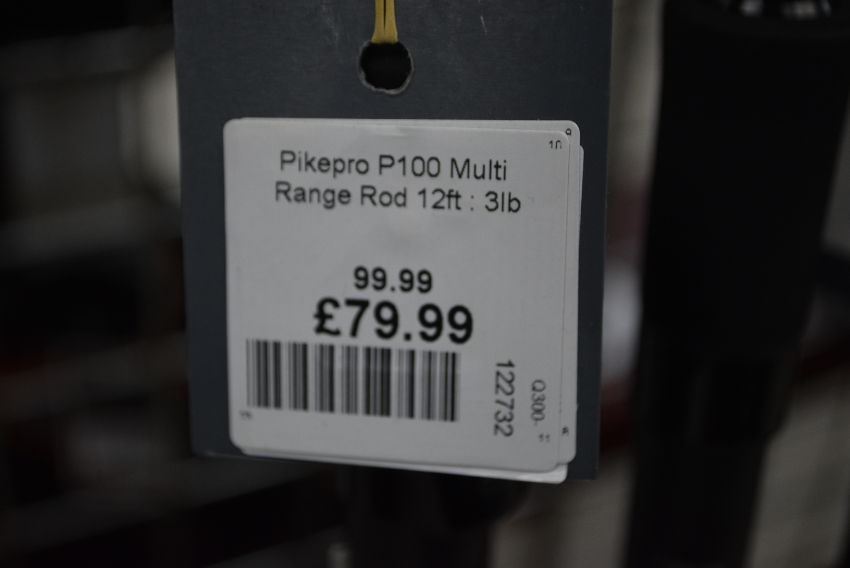 Pikepro P100 Multi
Range Rod 12ft : 3lb
99.99
£79.99
122732
Q300-